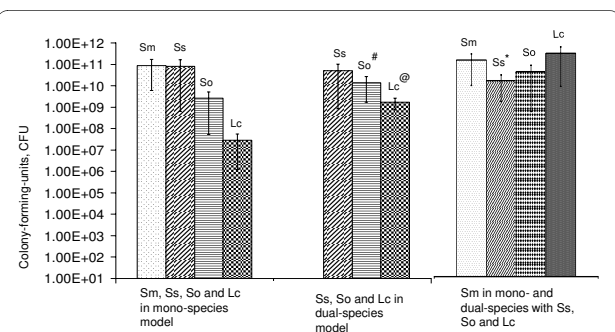 1.00E+12
1.00E+11
1.00E+10
1.00E+09
1.00E+08
1.00E+07
1.00E+06
1.00E+05
1.00E+04
1.00E+03
1.00E+02
1.00E+01
Colony-forming-units, CFU
Sm
Ss
So
Lc
Ss
So #
Lc @
Sm
Ss*
So
Lc
Sm, Ss, So and Lc
in mono-species
model
Ss, So and Lc in
dual-species
model
Sm in mono- and
dual-species with Ss,
So and Lc